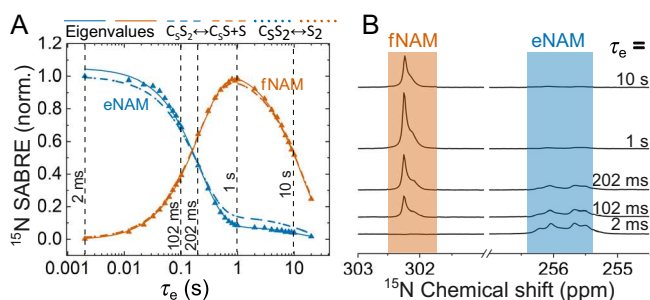 A
Eigenvalues CₛS₂↔CₛS+S CₛS₂↔S₂
¹⁵N SABRE (norm.)
1.0
0.8
0.6
0.4
0.2
0.0
eNAM
fNAM
2 ms
102 ms
202 ms
1 s
10 s
0.001 0.01 0.1 1 10
τₑ (s)
B
fNAM eNAM τₑ =
10 s
1 s
202 ms
102 ms
2 ms
303 302 256 255
¹⁵N Chemical shift (ppm)